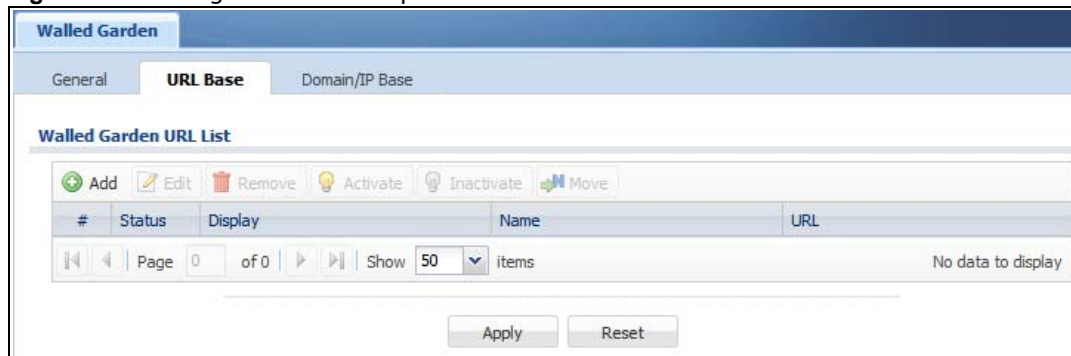 Walled Garden
General URL Base Domain/IP Base
Walled Garden URL List
Add Edit Remove Activate Inactivate Move
# Status Display Name URL
Page 0 of 0 Show 50 items No data to display
Apply Reset